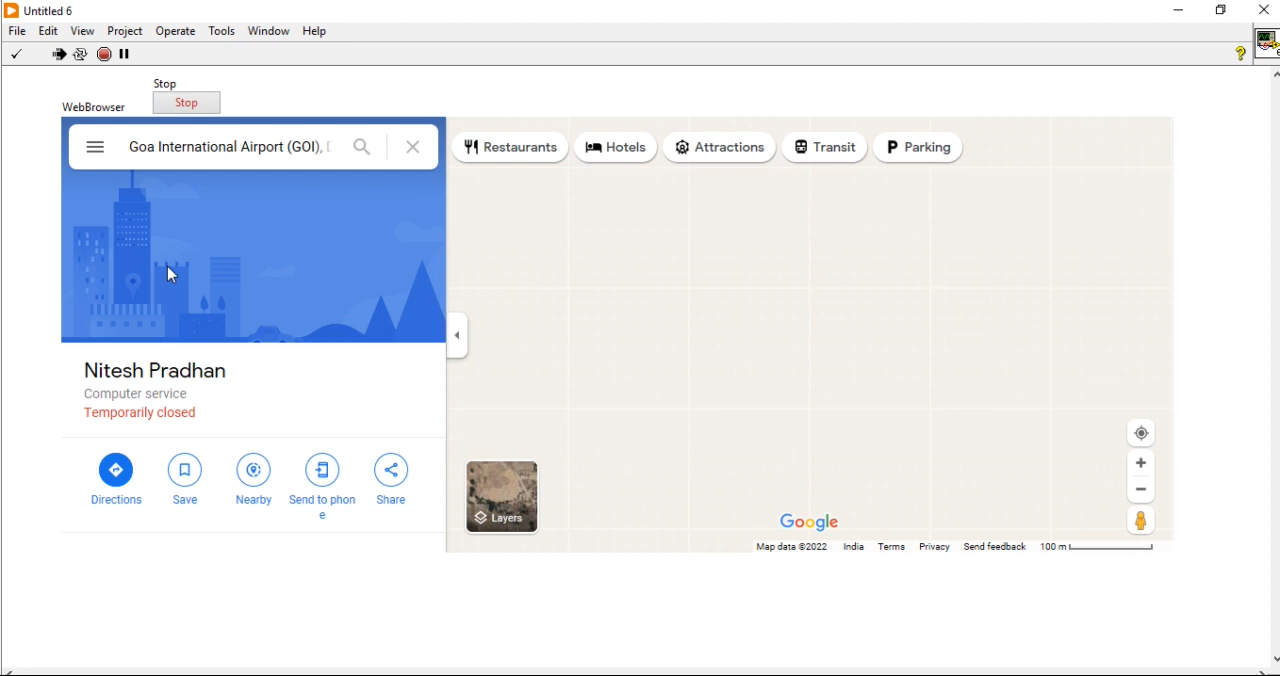 Untitled 6
File Edit View Project Operate Tools Window Help
Stop
WebBrowser
Stop
Goa International Airport (GOI),
Restaurants
Hotels
Attractions
Transit
Parking
Nitesh Pradhan
Computer service
Temporarily closed
Directions
Save
Nearby
Send to phon
e
Share
Layers
Google
Map data ©2022 India Terms Privacy Send feedback 100 m